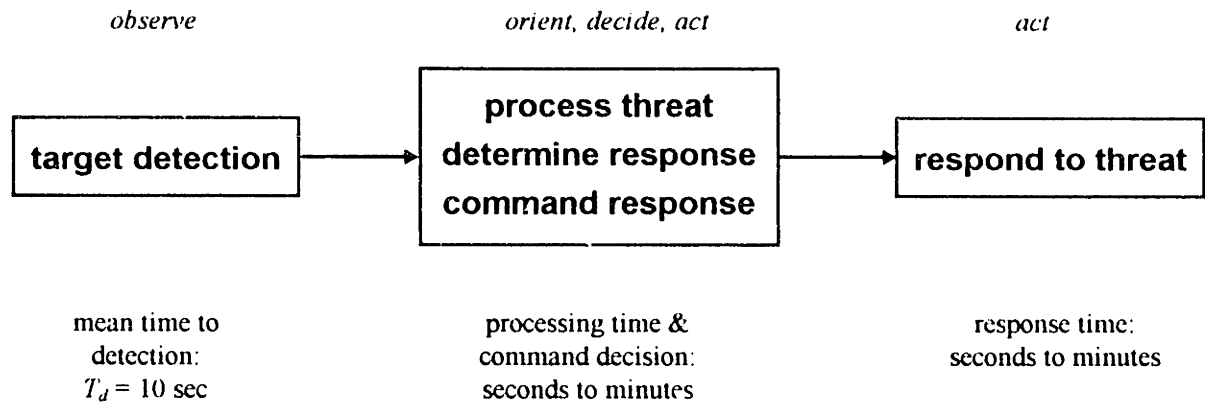 observe
orient, decide, act
act
target detection
process threat
determine response
command response
respond to threat
mean time to
detection:
T_d = 10 sec
processing time &
command decision:
seconds to minutes
response time:
seconds to minutes